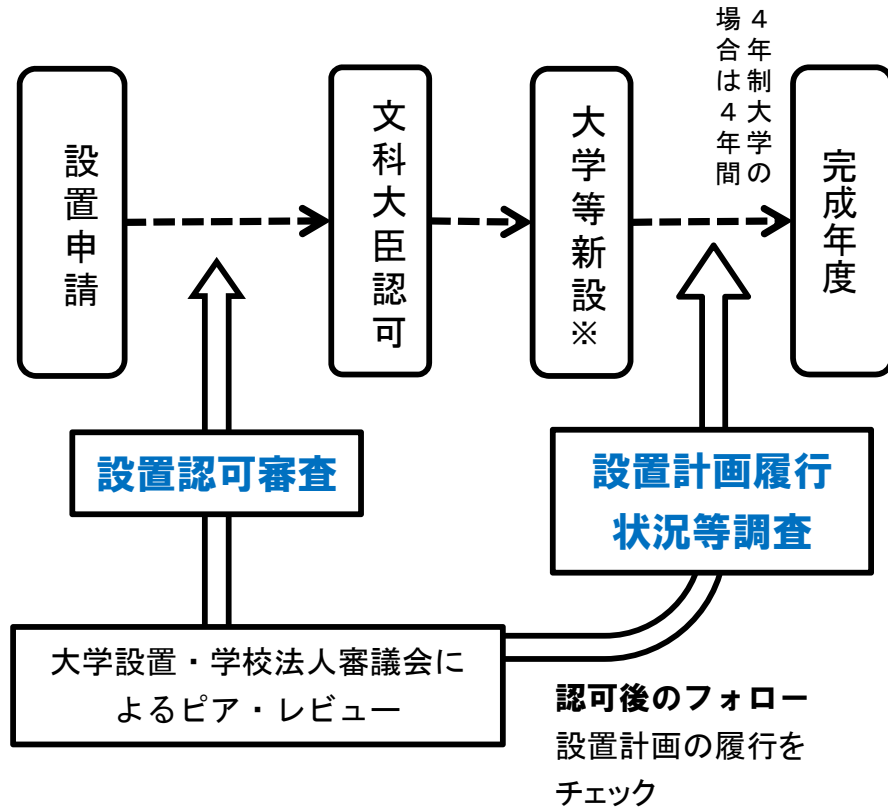 設置申請
文科大臣認可
大学等新設※
４年制大学の
場合は４年間
完成年度
設置認可審査
設置計画履行
状況等調査
大学設置・学校法人審議会に
よるピア・レビュー
認可後のフォロー
設置計画の履行を
チェック